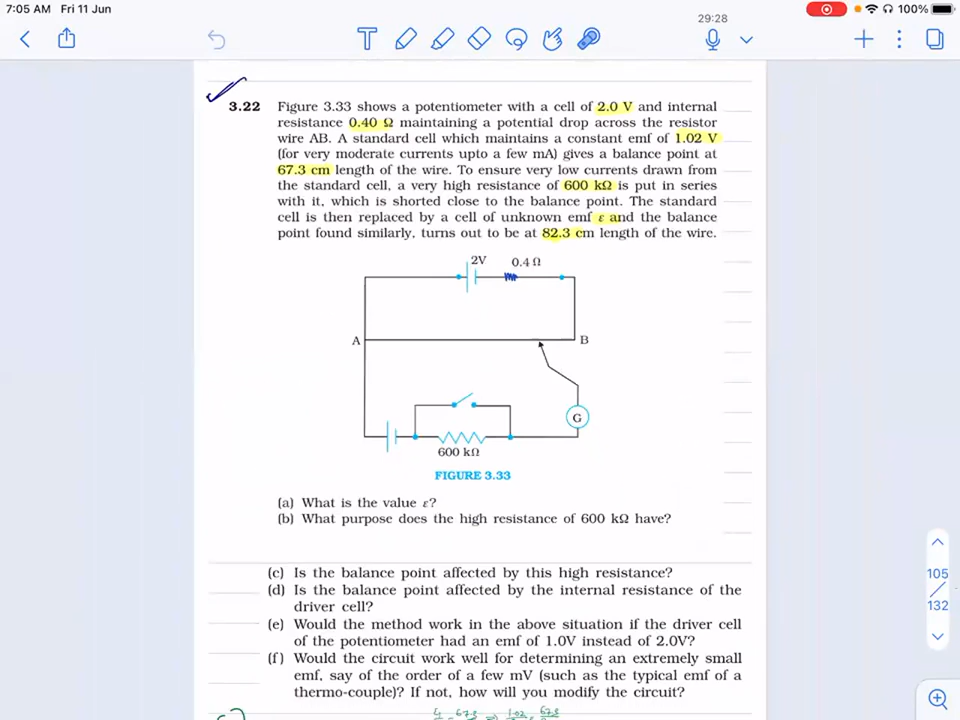 7:05 AM Fri 11 Jun
100%
29:28
T
3.22 Figure 3.33 shows a potentiometer with a cell of 2.0 V and internal
resistance 0.40 Ω maintaining a potential drop across the resistor
wire AB. A standard cell which maintains a constant emf of 1.02 V
(for very moderate currents upto a few mA) gives a balance point at
67.3 cm length of the wire. To ensure very low currents drawn from
the standard cell, a very high resistance of 600 kΩ is put in series
with it, which is shorted close to the balance point. The standard
cell is then replaced by a cell of unknown emf ε and the balance
point found similarly, turns out to be at 82.3 cm length of the wire.
2V 0.4 Ω
A B
G
600 kΩ
FIGURE 3.33
(a) What is the value ε?
(b) What purpose does the high resistance of 600 kΩ have?
(c) Is the balance point affected by this high resistance?
(d) Is the balance point affected by the internal resistance of the
driver cell?
(e) Would the method work in the above situation if the driver cell
of the potentiometer had an emf of 1.0V instead of 2.0V?
(f) Would the circuit work well for determining an extremely small
emf, say of the order of a few mV (such as the typical emf of a
thermo-couple)? If not, how will you modify the circuit?
105
132